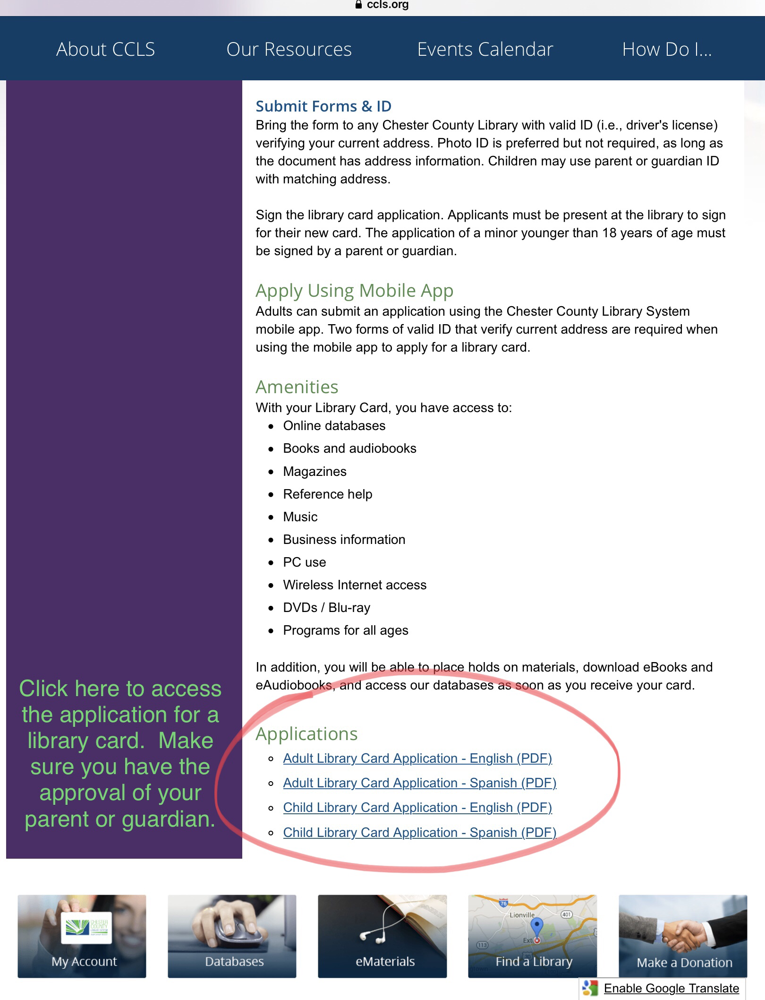 ccls.org
About CCLS
Our Resources
Events Calendar
How Do I...
Submit Forms & ID
Bring the form to any Chester County Library with valid ID (i.e., driver's license)
verifying your current address. Photo ID is preferred but not required, as long as
the document has address information. Children may use parent or guardian ID
with matching address.
Sign the library card application. Applicants must be present at the library to sign
for their new card. The application of a minor younger than 18 years of age must
be signed by a parent or guardian.
Apply Using Mobile App
Adults can submit an application using the Chester County Library System
mobile app. Two forms of valid ID that verify current address are required when
using the mobile app to apply for a library card.
Amenities
With your Library Card, you have access to:
Online databases
Books and audiobooks
Magazines
Reference help
Music
Business information
PC use
Wireless Internet access
DVDs / Blu-ray
Programs for all ages
In addition, you will be able to place holds on materials, download eBooks and
eAudiobooks, and access our databases as soon as you receive your card.
Click here to access
the application for a
library card.  Make
sure you have the
approval of your
parent or guardian.
Applications
Adult Library Card Application - English (PDF)
Adult Library Card Application - Spanish (PDF)
Child Library Card Application - English (PDF)
Child Library Card Application - Spanish (PDF)
CHESTER
COUNTY
LIBRARY SYSTEM
My Account
Databases
eMaterials
76
Lionville
401
Ext
113
30
Find a Library
Make a Donation
Enable Google Translate